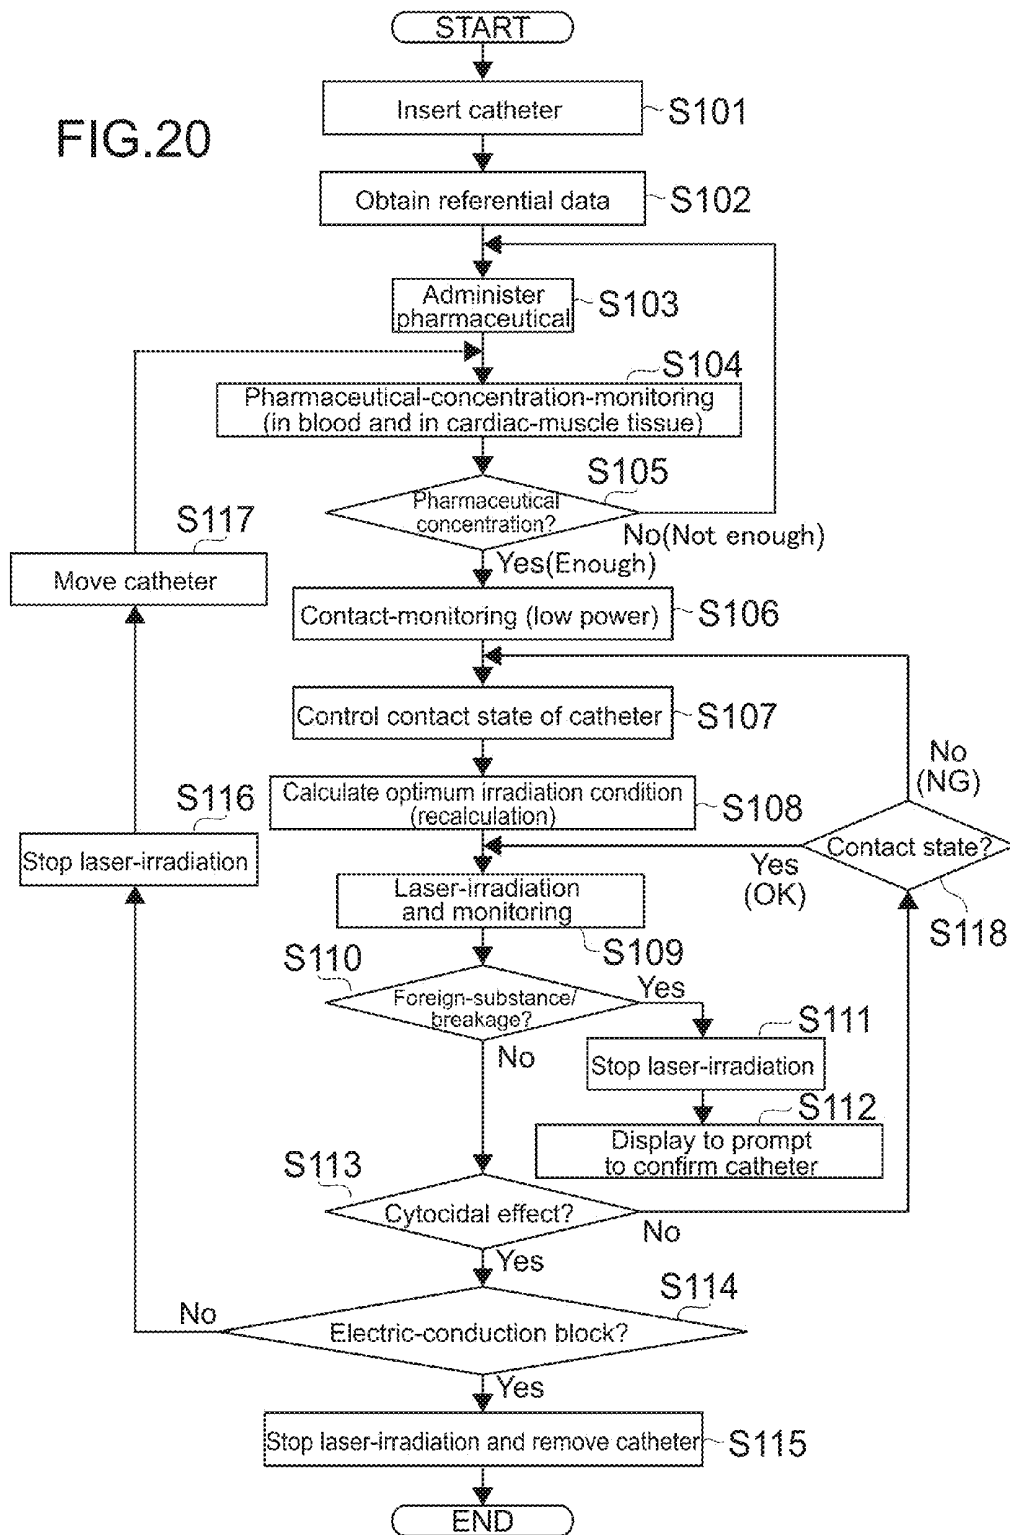 START
FIG.20
Insert catheter
S101
Obtain referential data
S102
Administer
pharmaceutical
S103
S104
Pharmaceutical-concentration-monitoring
(in blood and in cardiac-muscle tissue)
S105
Pharmaceutical
concentration?
No(Not enough)
Yes(Enough)
S117
Move catheter
Contact-monitoring (low power)
S106
Control contact state of catheter
S107
No
(NG)
S116
Stop laser-irradiation
Calculate optimum irradiation condition
(recalculation)
S108
Contact state?
Yes
(OK)
S118
Laser-irradiation
and monitoring
S109
S110
Foreign-substance/
breakage?
Yes
No
S111
Stop laser-irradiation
S112
Display to prompt
to confirm catheter
S113
Cytocidal effect?
No
Yes
S114
No
Electric-conduction block?
Yes
Stop laser-irradiation and remove catheter
S115
END